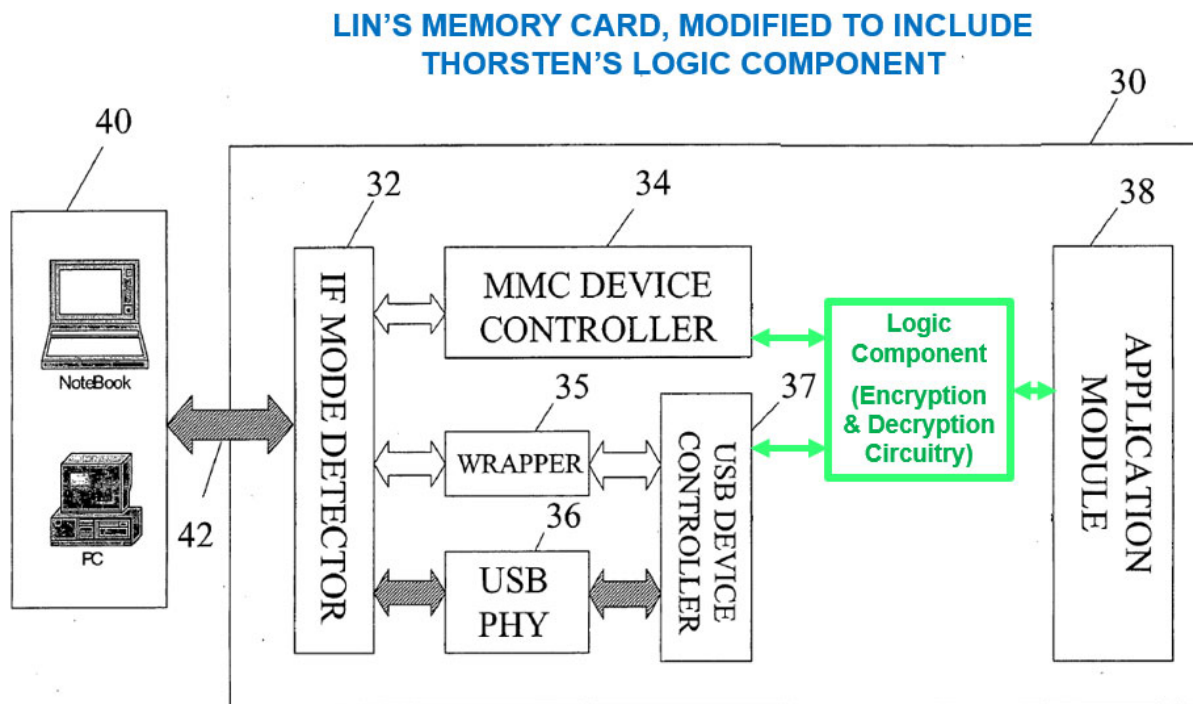 LIN'S MEMORY CARD, MODIFIED TO INCLUDE
THORSTEN'S LOGIC COMPONENT
30
40
32
34
38
IF MODE DETECTOR
MMC DEVICE
CONTROLLER
Logic
Component
(Encryption
& Decryption
Circuitry)
APPLICATION
MODULE
NoteBook
35
37
WRAPPER
USB DEVICE
CONTROLLER
42
36
PC
USB
PHY